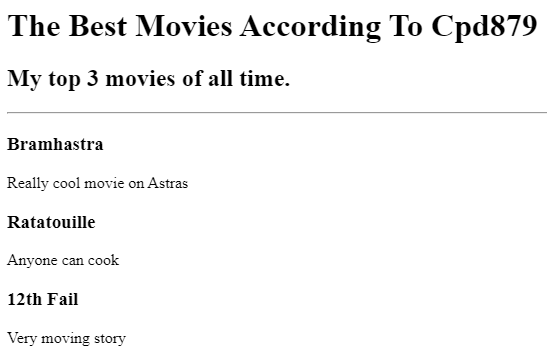 The Best Movies According To Cpd879
My top 3 movies of all time.
Bramhastra
Really cool movie on Astras
Ratatouille
Anyone can cook
12th Fail
Very moving story